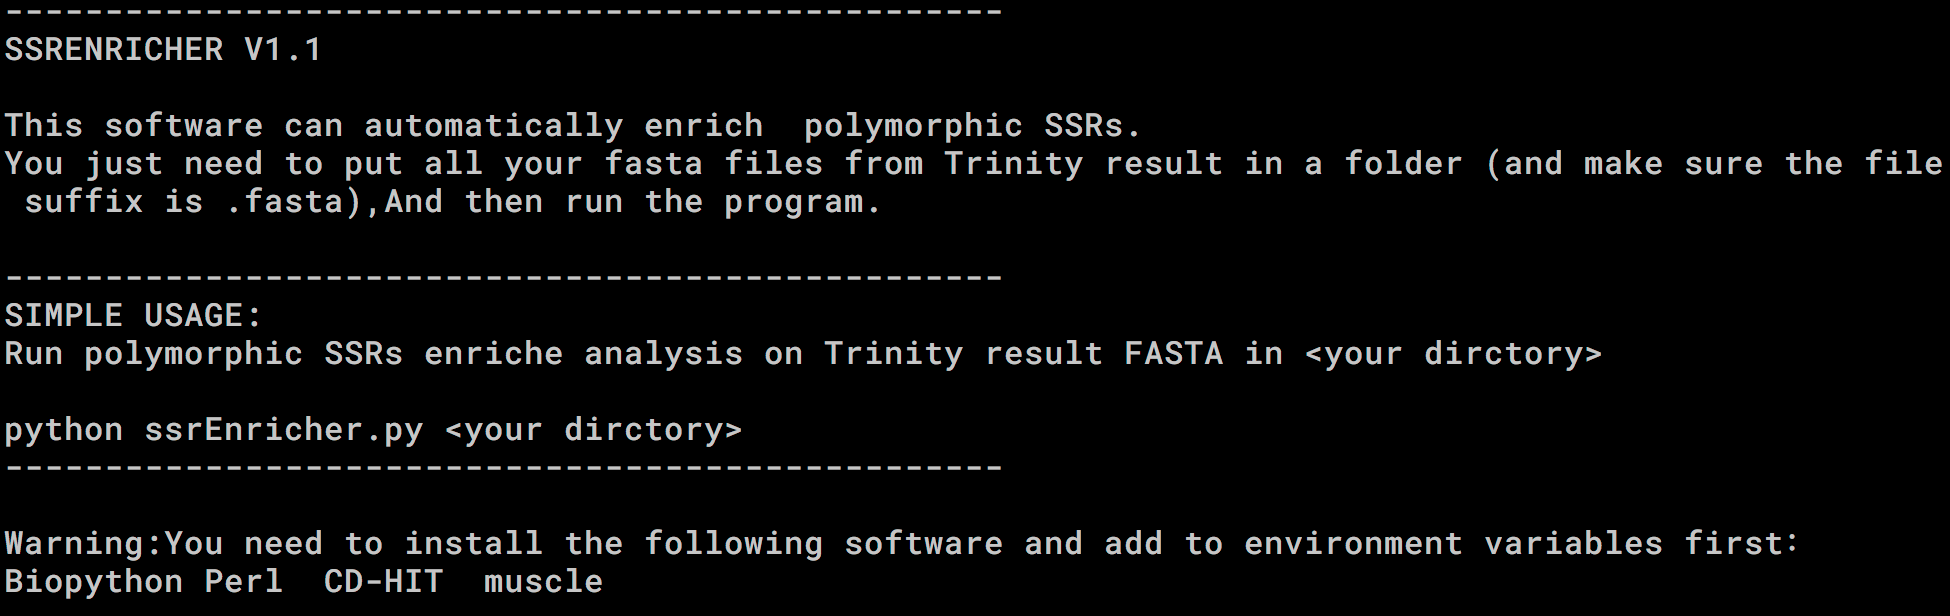 --------------------------------------------------
SSRENRICHER V1.1
This software can automatically enrich  polymorphic SSRs.
You just need to put all your fasta files from Trinity result in a folder (and make sure the file
 suffix is .fasta),And then run the program.
--------------------------------------------------
SIMPLE USAGE:
Run polymorphic SSRs enriche analysis on Trinity result FASTA in <your dirctory>
python ssrEnricher.py <your dirctory>
--------------------------------------------------
Warning:You need to install the following software and add to environment variables first:
Biopython Perl  CD-HIT  muscle